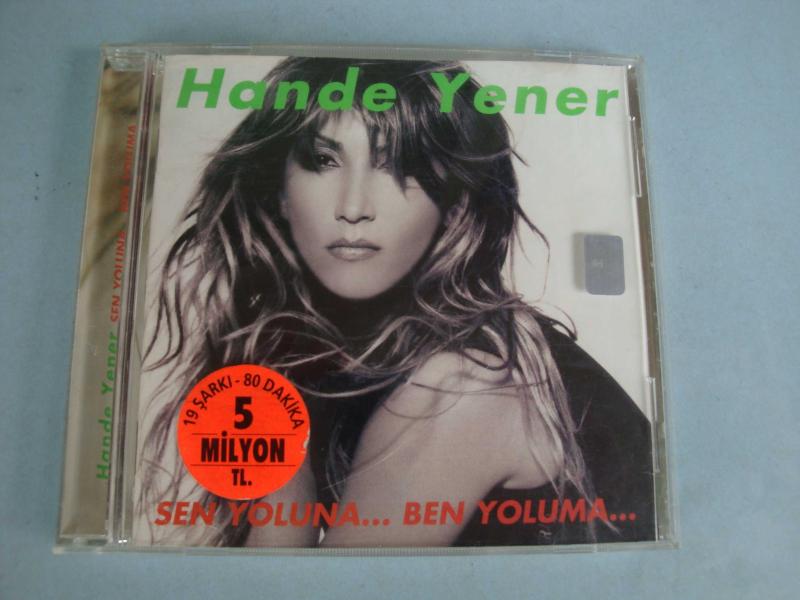 Hande Yener
19 ŞARKI - 80 DAKİKA
5
MİLYON
TL.
SEN YOLUNA... BEN YOLUMA...
Hande Yener SEN YOLUNA... BEN YOLUMA